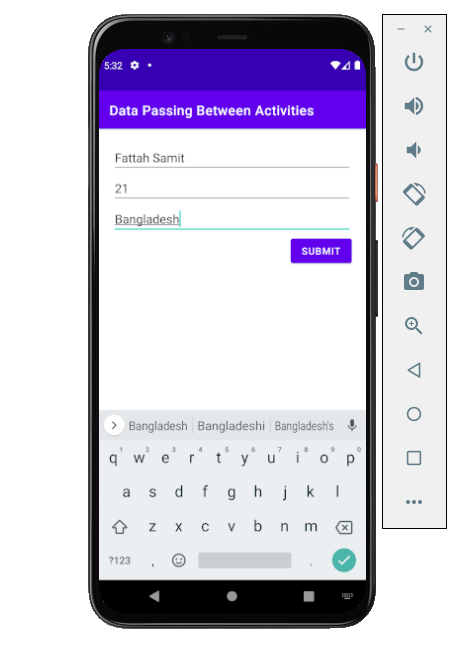 5:32
Data Passing Between Activities
Fattah Samit
21
Bangladesh
SUBMIT
Bangladesh Bangladeshi Bangladesh's
q1 w2 e3 r4 t5 y6 u7 i8 o9 p0
a s d f g h j k l
z x c v b n m
?123 , .